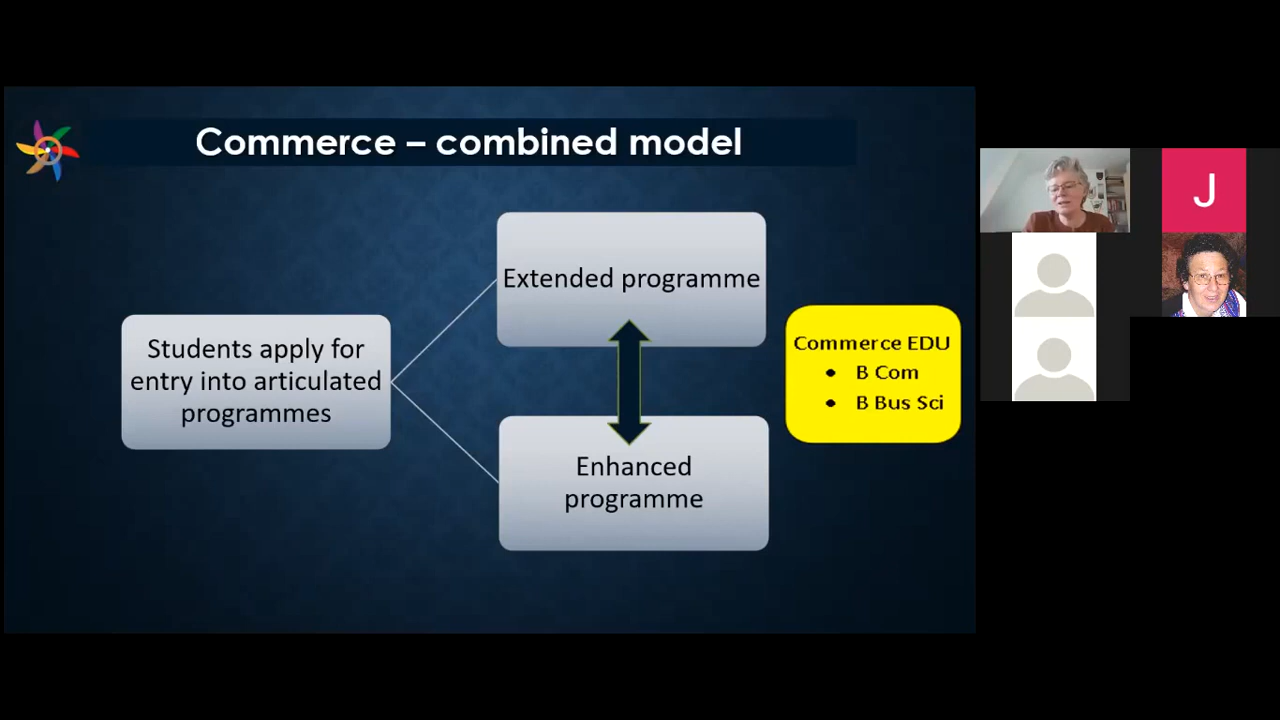 Commerce – combined model
Students apply for
entry into articulated
programmes
Extended programme
Enhanced
programme
Commerce EDU
• B Com
• B Bus Sci
J